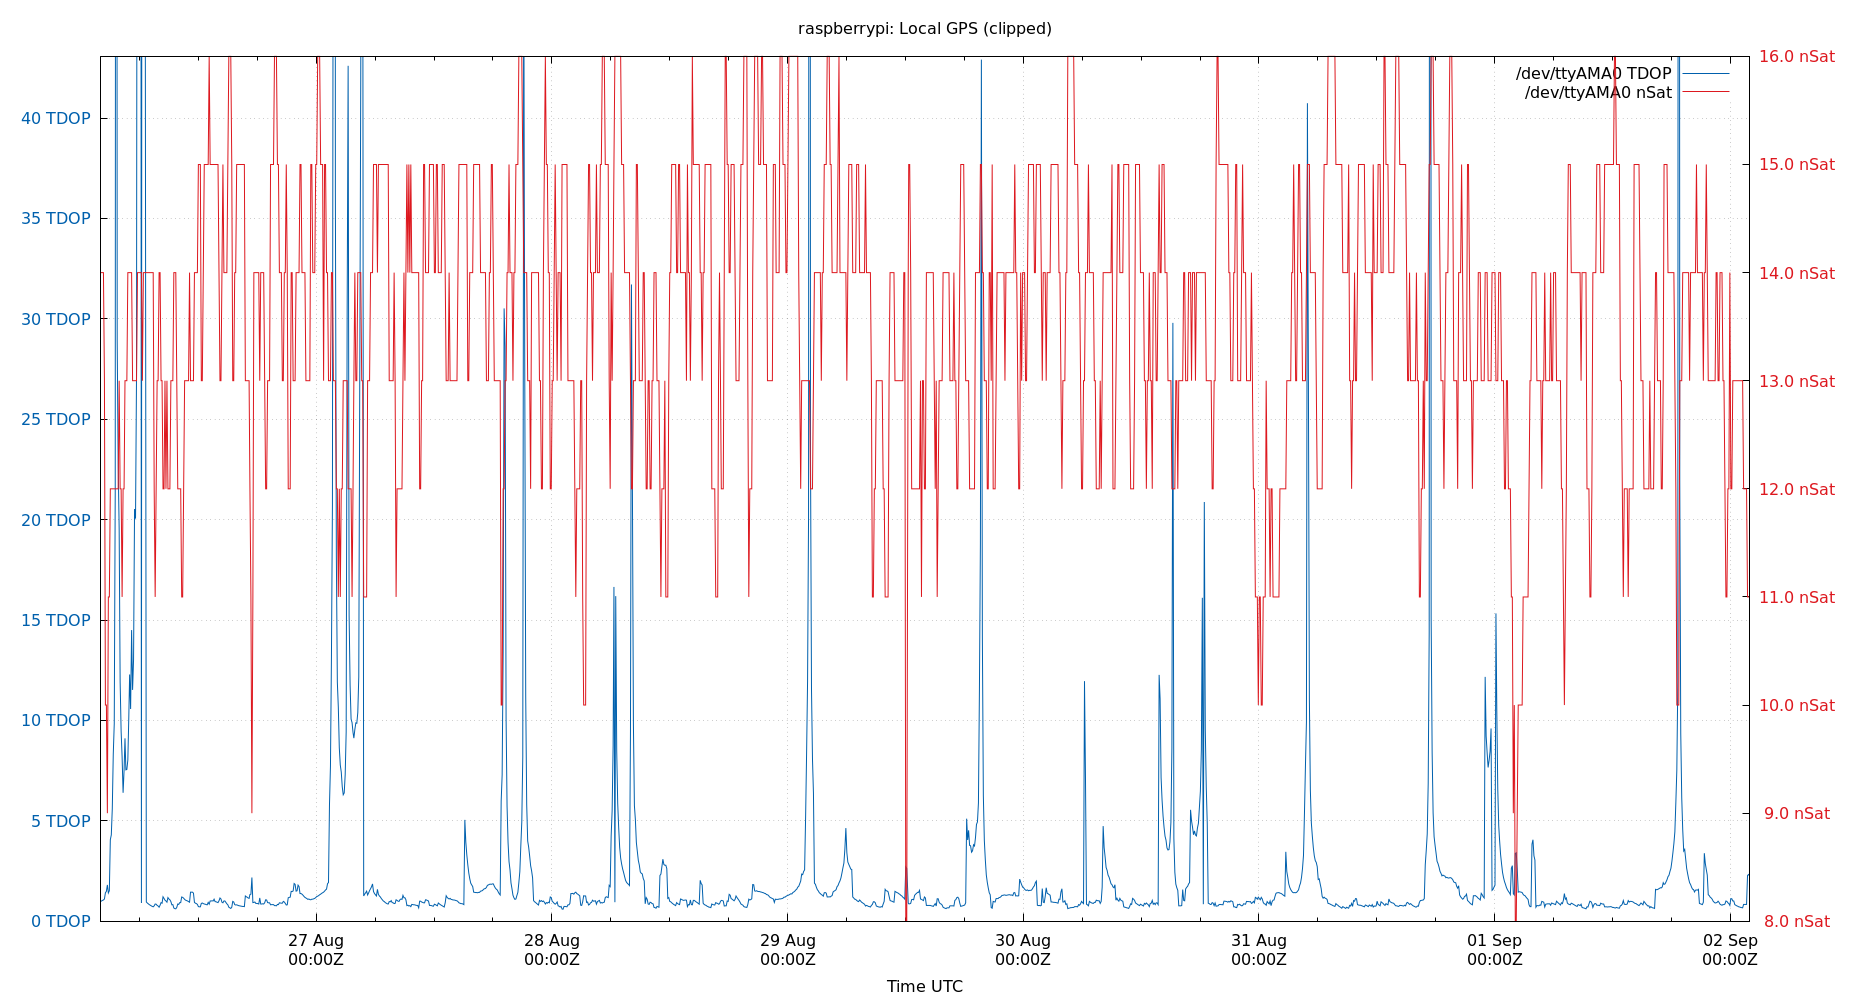 raspberrypi: Local GPS (clipped)
/dev/ttyAMA0 TDOP
/dev/ttyAMA0 nSat
40 TDOP
35 TDOP
30 TDOP
25 TDOP
20 TDOP
15 TDOP
10 TDOP
5 TDOP
0 TDOP
16.0 nSat
15.0 nSat
14.0 nSat
13.0 nSat
12.0 nSat
11.0 nSat
10.0 nSat
9.0 nSat
8.0 nSat
27 Aug
00:00Z
28 Aug
00:00Z
29 Aug
00:00Z
30 Aug
00:00Z
31 Aug
00:00Z
01 Sep
00:00Z
02 Sep
00:00Z
Time UTC